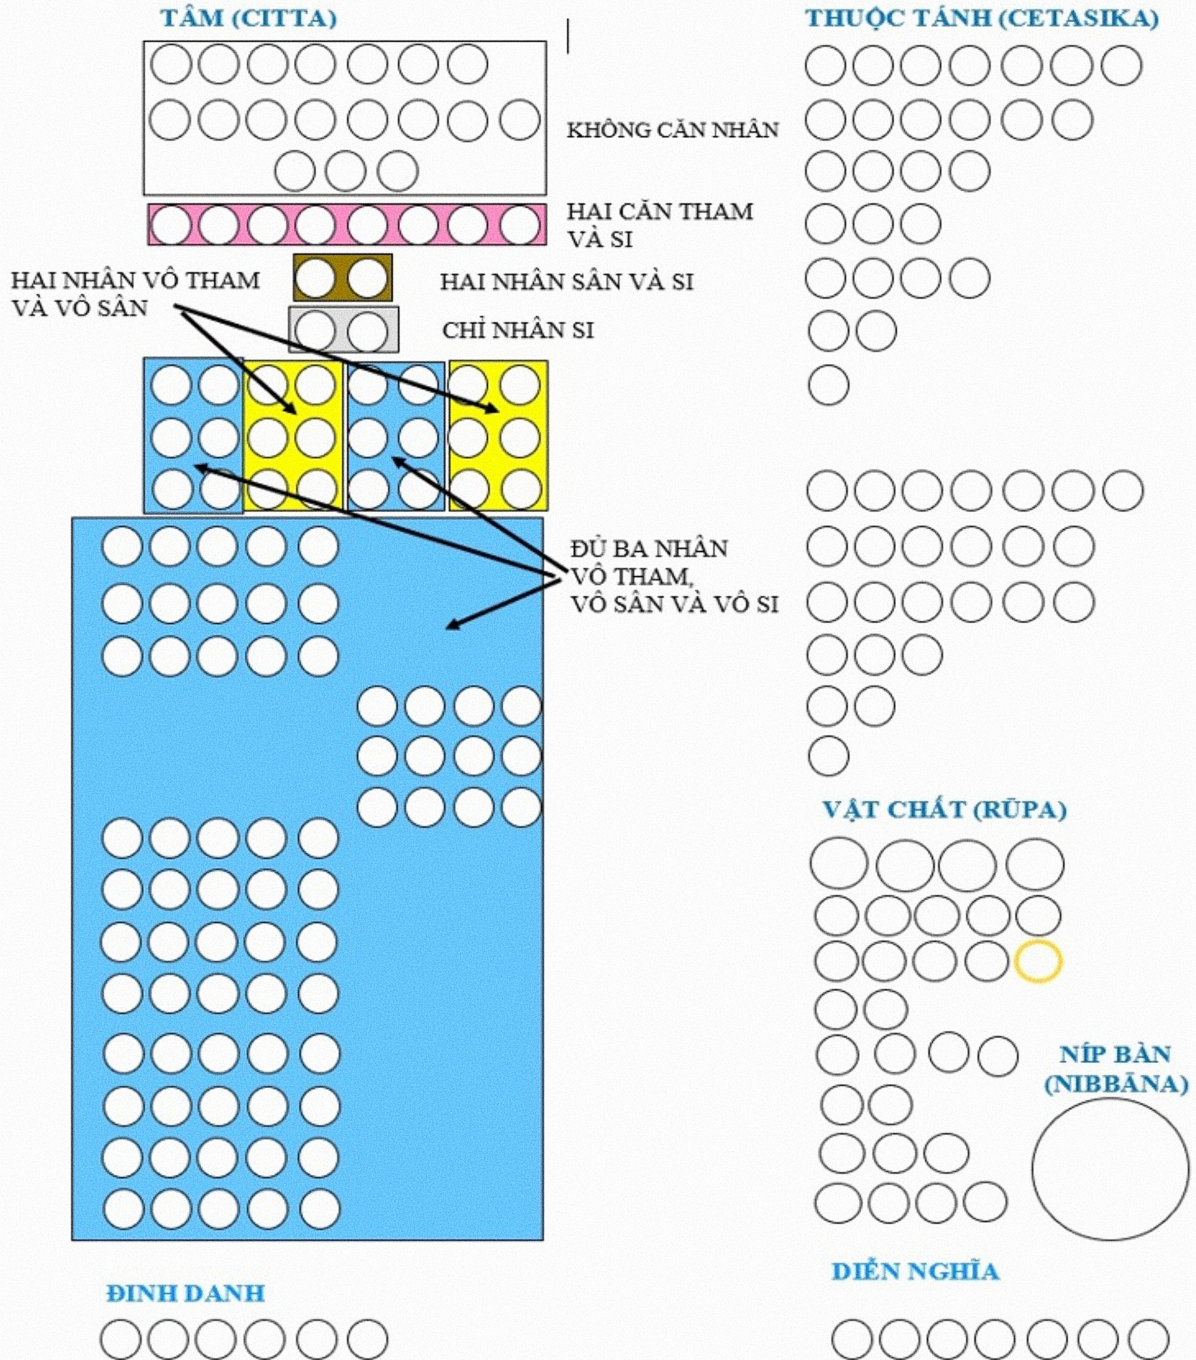 TÂM (CITTA)
THUỘC TÁNH (CETASIKA)
KHÔNG CĂN NHÂN
HAI CĂN THAM
VÀ SI
HAI NHÂN VÔ THAM
VÀ VÔ SÂN
HAI NHÂN SÂN VÀ SI
CHỈ NHÂN SI
ĐỦ BA NHÂN
VÔ THAM,
VÔ SÂN VÀ VÔ SI
VẬT CHẤT (RŪPA)
NÍP BÀN
(NIBBĀNA)
DIỄN NGHĨA
ĐINH DANH